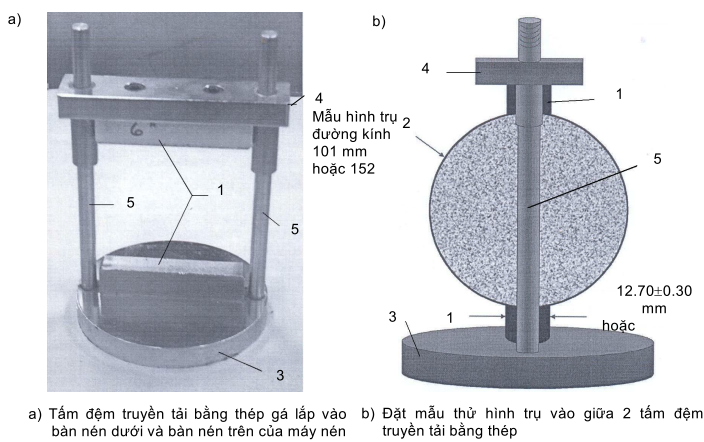 a)
b)
4
Mẫu hình trụ
đường kính
101 mm
hoặc 152
6"
1
5
5
3
4
1
2
5
12.70±0.30
mm
hoặc
1
3
a) Tấm đệm truyền tải bằng thép gá lắp vào
bàn nén dưới và bàn nén trên của máy nén
b) Đặt mẫu thử hình trụ vào giữa 2 tấm đệm
truyền tải bằng thép